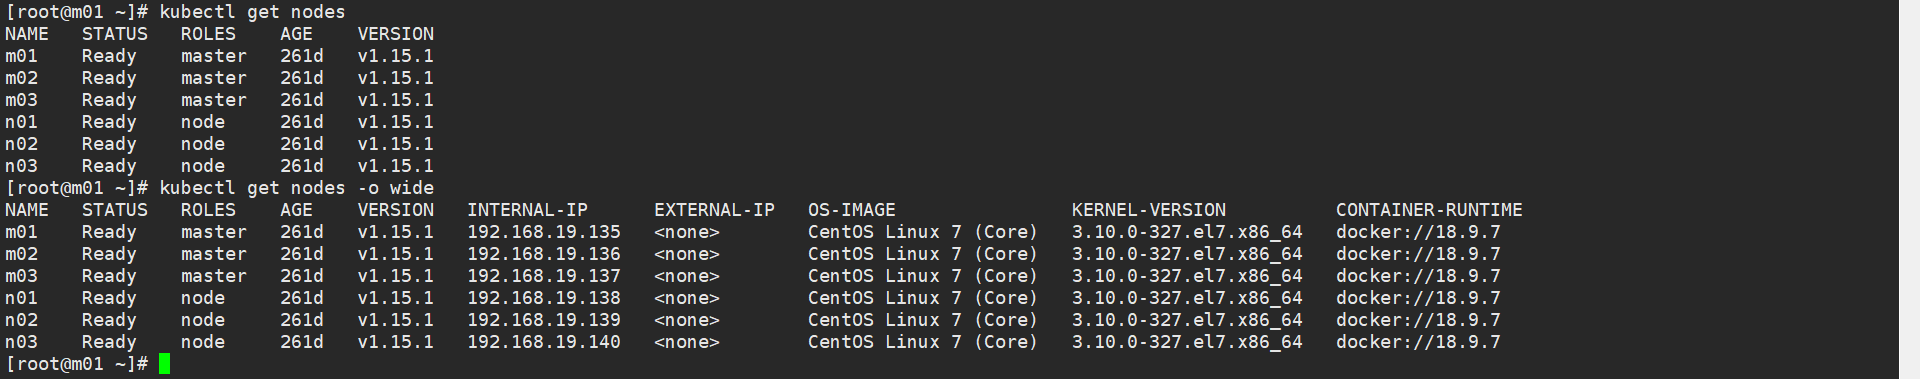 [root@m01 ~]# kubectl get nodes
NAME   STATUS   ROLES    AGE    VERSION
m01    Ready    master   261d   v1.15.1
m02    Ready    master   261d   v1.15.1
m03    Ready    master   261d   v1.15.1
n01    Ready    node     261d   v1.15.1
n02    Ready    node     261d   v1.15.1
n03    Ready    node     261d   v1.15.1
[root@m01 ~]# kubectl get nodes -o wide
NAME   STATUS   ROLES    AGE    VERSION   INTERNAL-IP      EXTERNAL-IP   OS-IMAGE                KERNEL-VERSION          CONTAINER-RUNTIME
m01    Ready    master   261d   v1.15.1   192.168.19.135   <none>        CentOS Linux 7 (Core)   3.10.0-327.el7.x86_64   docker://18.9.7
m02    Ready    master   261d   v1.15.1   192.168.19.136   <none>        CentOS Linux 7 (Core)   3.10.0-327.el7.x86_64   docker://18.9.7
m03    Ready    master   261d   v1.15.1   192.168.19.137   <none>        CentOS Linux 7 (Core)   3.10.0-327.el7.x86_64   docker://18.9.7
n01    Ready    node     261d   v1.15.1   192.168.19.138   <none>        CentOS Linux 7 (Core)   3.10.0-327.el7.x86_64   docker://18.9.7
n02    Ready    node     261d   v1.15.1   192.168.19.139   <none>        CentOS Linux 7 (Core)   3.10.0-327.el7.x86_64   docker://18.9.7
n03    Ready    node     261d   v1.15.1   192.168.19.140   <none>        CentOS Linux 7 (Core)   3.10.0-327.el7.x86_64   docker://18.9.7
[root@m01 ~]#